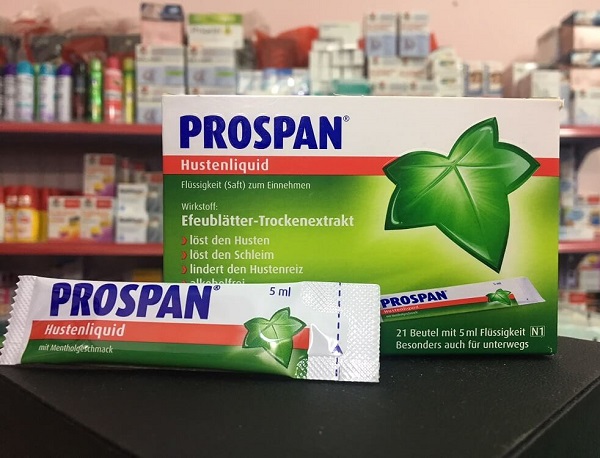 PROSPAN®
Hustenliquid
Flüssigkeit (Saft) zum Einnehmen
Wirkstoff:
Efeublätter-Trockenextrakt
löst den Husten
löst den Schleim
lindert den Hustenreiz
alkoholfrei
PROSPAN
21 Beutel mit 5 ml Flüssigkeit N1
Besonders auch für unterwegs
PROSPAN®
5 ml
Hustenliquid
mit Mentholgeschmack